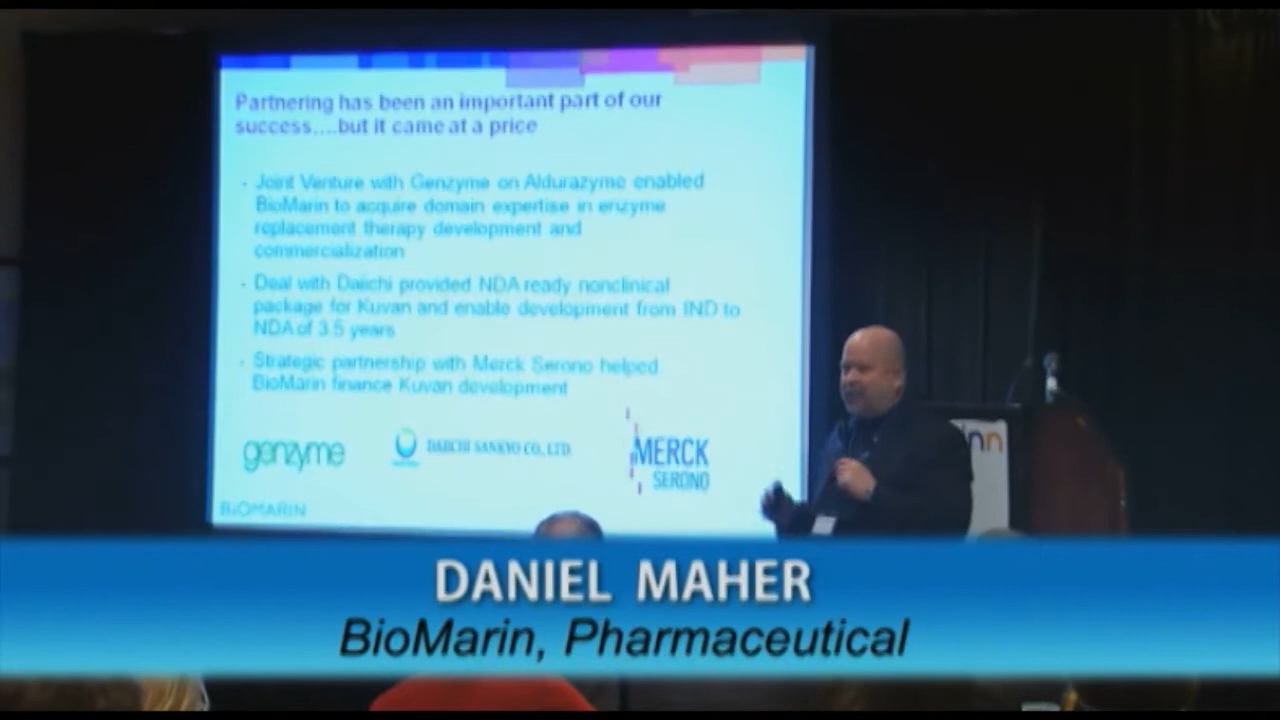 Partnering has been an important part of our
success....but it came at a price
- Joint Venture with Genzyme on Aldurazyme enabled
BioMarin to acquire domain expertise in enzyme
replacement therapy development and
commercialization
- Deal with Daiichi provided NDA ready nonclinical
package for Kuvan and enable development from IND to
NDA of 3.5 years
- Strategic partnership with Merck Serono helped
BioMarin finance Kuvan development
genzyme
DAIICHI SANKYO CO., LTD
MERCK
SERONO
BIOMARIN
inn
DANIEL MAHER
BioMarin, Pharmaceutical